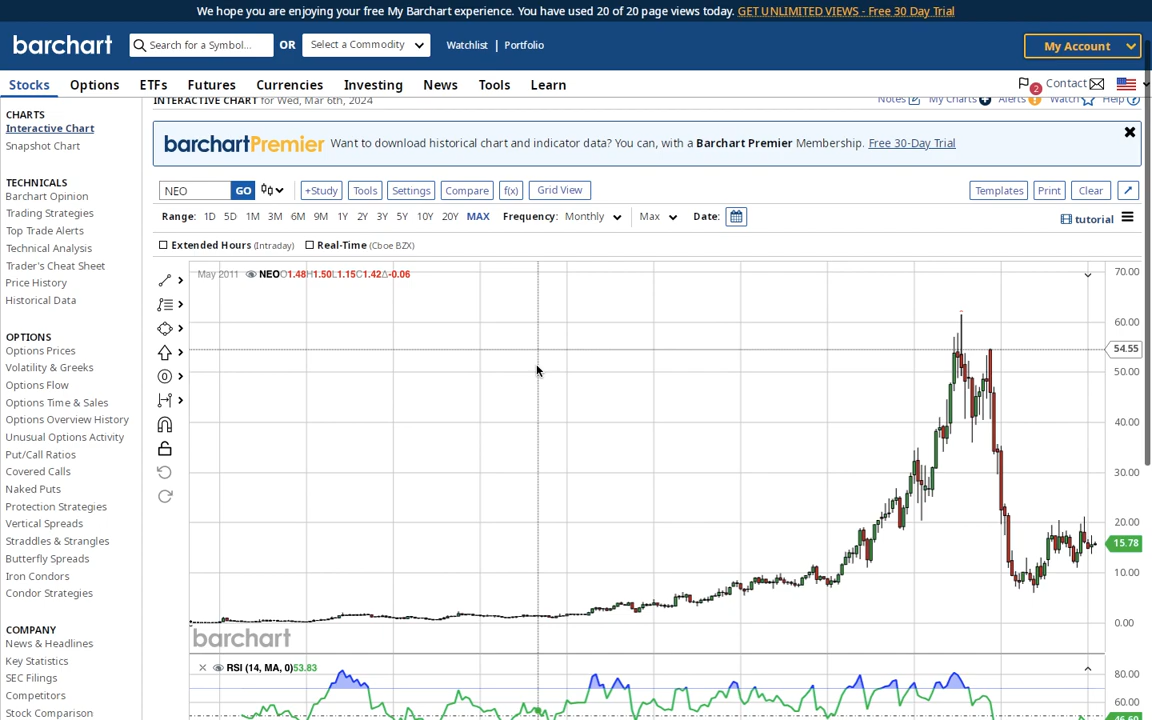 We hope you are enjoying your free My Barchart experience. You have used 20 of 20 page views today. GET UNLIMITED VIEWS - Free 30 Day Trial
barchart Search for a Symbol... OR Select a Commodity Watchlist | Portfolio My Account
Stocks Options ETFs Futures Currencies Investing News Tools Learn 2 Contact
INTERACTIVE CHART for Wed, Mar 6th, 2024 Notes My Charts Alerts Watch Help
CHARTS
Interactive Chart
Snapshot Chart
TECHNICALS
Barchart Opinion
Trading Strategies
Top Trade Alerts
Technical Analysis
Trader's Cheat Sheet
Price History
Historical Data
OPTIONS
Options Prices
Volatility & Greeks
Options Flow
Options Time & Sales
Options Overview History
Unusual Options Activity
Put/Call Ratios
Covered Calls
Naked Puts
Protection Strategies
Vertical Spreads
Straddles & Strangles
Butterfly Spreads
Iron Condors
Condor Strategies
COMPANY
News & Headlines
Key Statistics
SEC Filings
Competitors
Stock Comparison
barchartPremier Want to download historical chart and indicator data? You can, with a Barchart Premier Membership. Free 30-Day Trial
NEO GO +Study Tools Settings Compare f(x) Grid View Templates Print Clear
Range: 1D 5D 1M 3M 6M 9M 1Y 2Y 3Y 5Y 10Y 20Y MAX Frequency: Monthly Max Date: tutorial
Extended Hours (Intraday) Real-Time (Cboe BZX)
May 2011 NEO O1.48 H1.50 L1.15 C1.42 Δ-0.06
70.00
60.00
54.55
50.00
40.00
30.00
20.00
15.78
10.00
0.00
barchart
RSI (14, MA, 0) 53.83
80.00
60.00
46.60